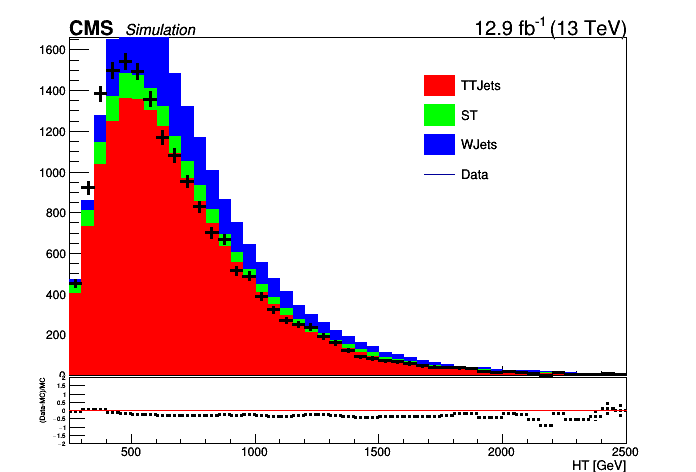 CMS Simulation 12.9 fb-1 (13 TeV)
1600
1400
1200
1000
800
600
400
200
0
TTJets
ST
WJets
Data
(Data-MC)/MC
2
1.5
1
0.5
0
−0.5
−1
−1.5
−2
500 1000 1500 2000 2500
HT [GeV]